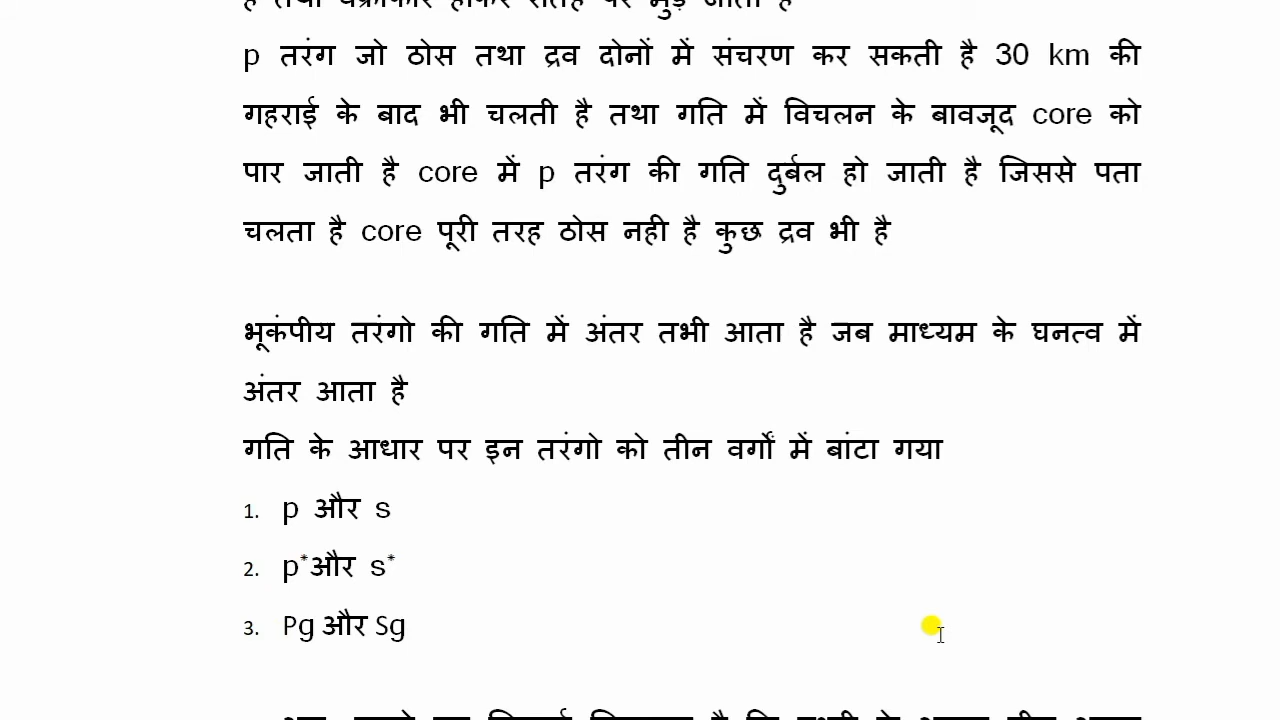 p तरंग जो ठोस तथा द्रव दोनों में संचरण कर सकती है 30 km की
गहराई के बाद भी चलती है तथा गति में विचलन के बावजूद core को
पार जाती है core में p तरंग की गति दुर्बल हो जाती है जिससे पता
चलता है core पूरी तरह ठोस नही है कुछ द्रव भी है
भूकंपीय तरंगो की गति में अंतर तभी आता है जब माध्यम के घनत्व में
अंतर आता है
गति के आधार पर इन तरंगो को तीन वर्गों में बांटा गया
1. p और s
2. p*और s*
3. Pg और Sg